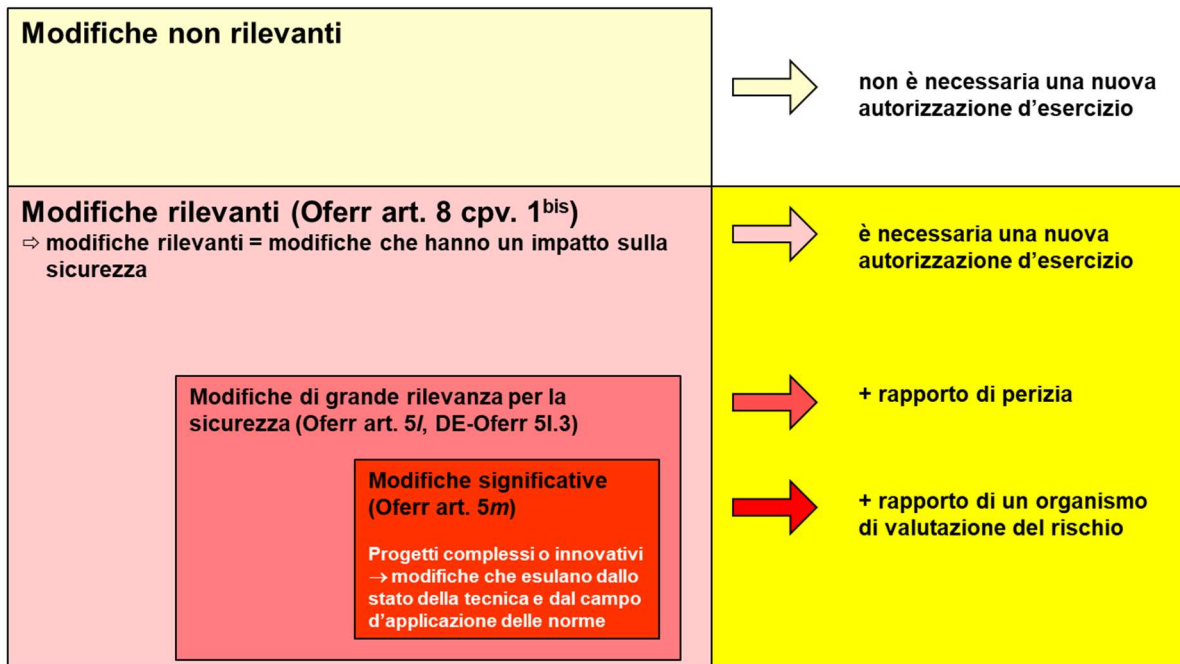 Modifiche non rilevanti
non è necessaria una nuova
autorizzazione d’esercizio
Modifiche rilevanti (Oferr art. 8 cpv. 1bis)
⇨ modifiche rilevanti = modifiche che hanno un impatto sulla
sicurezza
è necessaria una nuova
autorizzazione d’esercizio
Modifiche di grande rilevanza per la
sicurezza (Oferr art. 5l, DE-Oferr 5l.3)
+ rapporto di perizia
Modifiche significative
(Oferr art. 5m)
Progetti complessi o innovativi
→ modifiche che esulano dallo
stato della tecnica e dal campo
d’applicazione delle norme
+ rapporto di un organismo
di valutazione del rischio